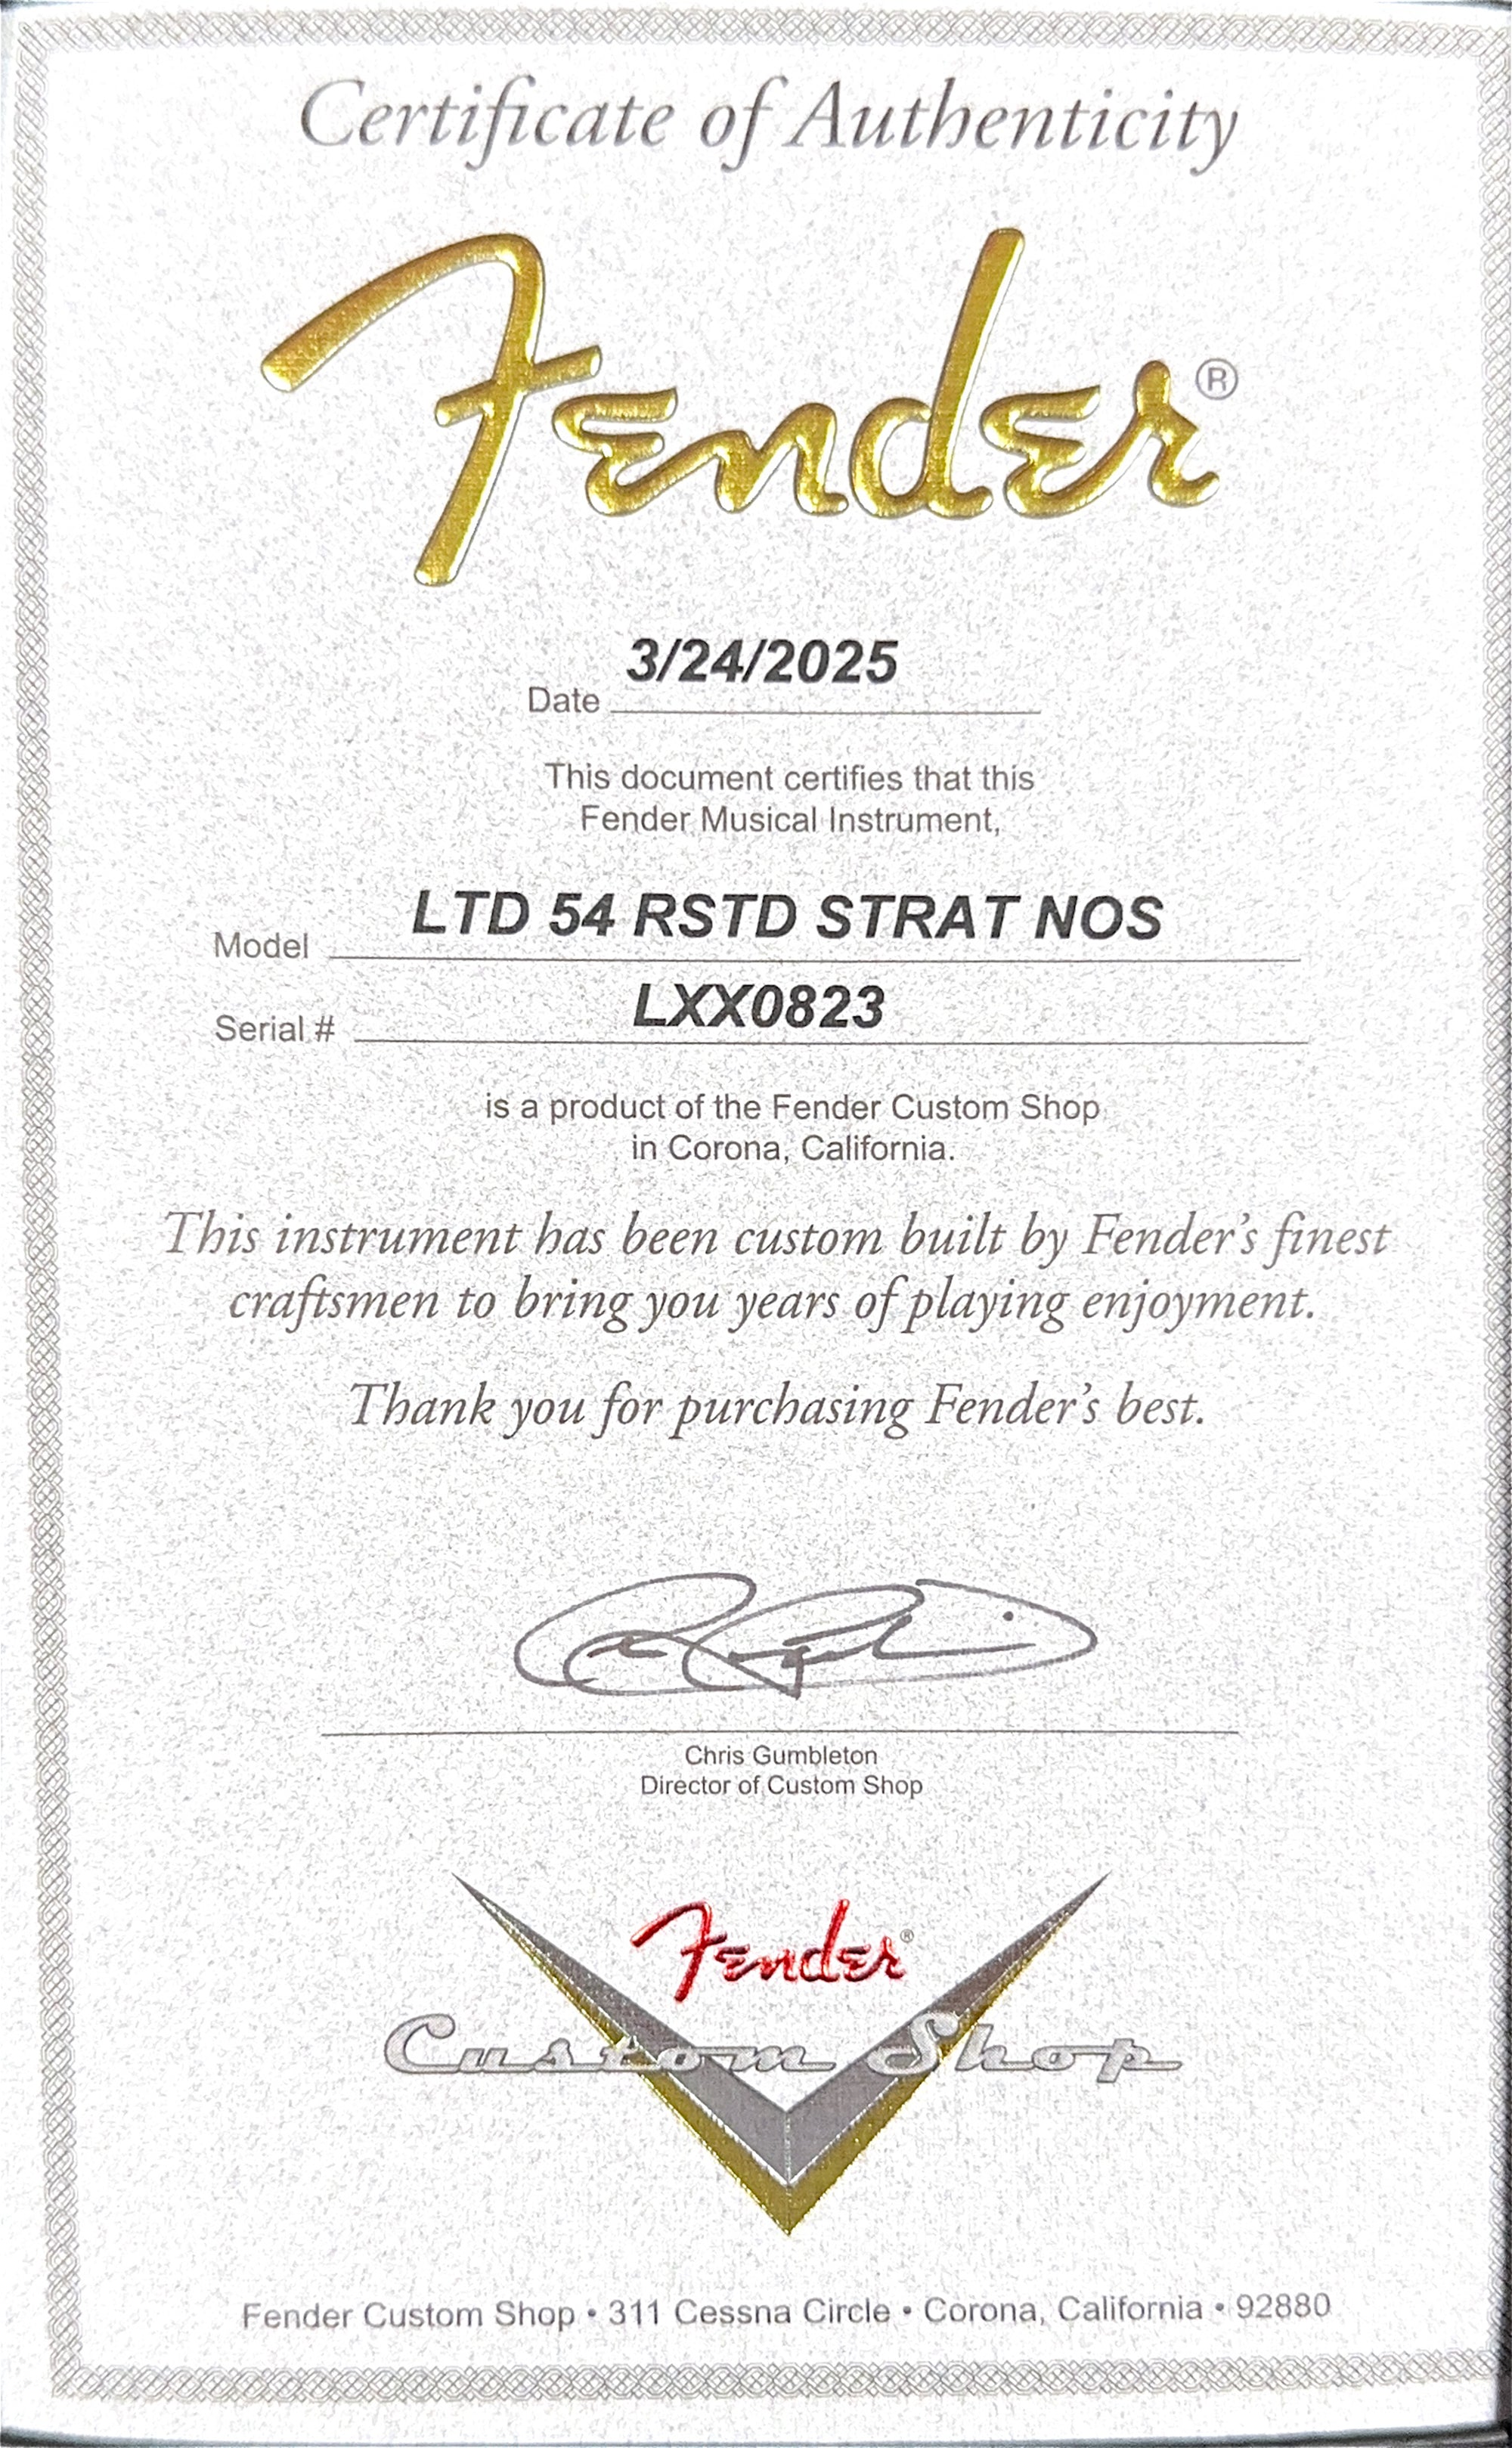 Certificate of Authenticity
Fender®
Date 3/24/2025
This document certifies that this
Fender Musical Instrument,
Model LTD 54 RSTD STRAT NOS
Serial # LXX0823
is a product of the Fender Custom Shop
in Corona, California.
This instrument has been custom built by Fender's finest
craftsmen to bring you years of playing enjoyment.
Thank you for purchasing Fender's best.
Chris Gumbleton
Director of Custom Shop
Fender®
Custom Shop
Fender Custom Shop • 311 Cessna Circle • Corona, California • 92880